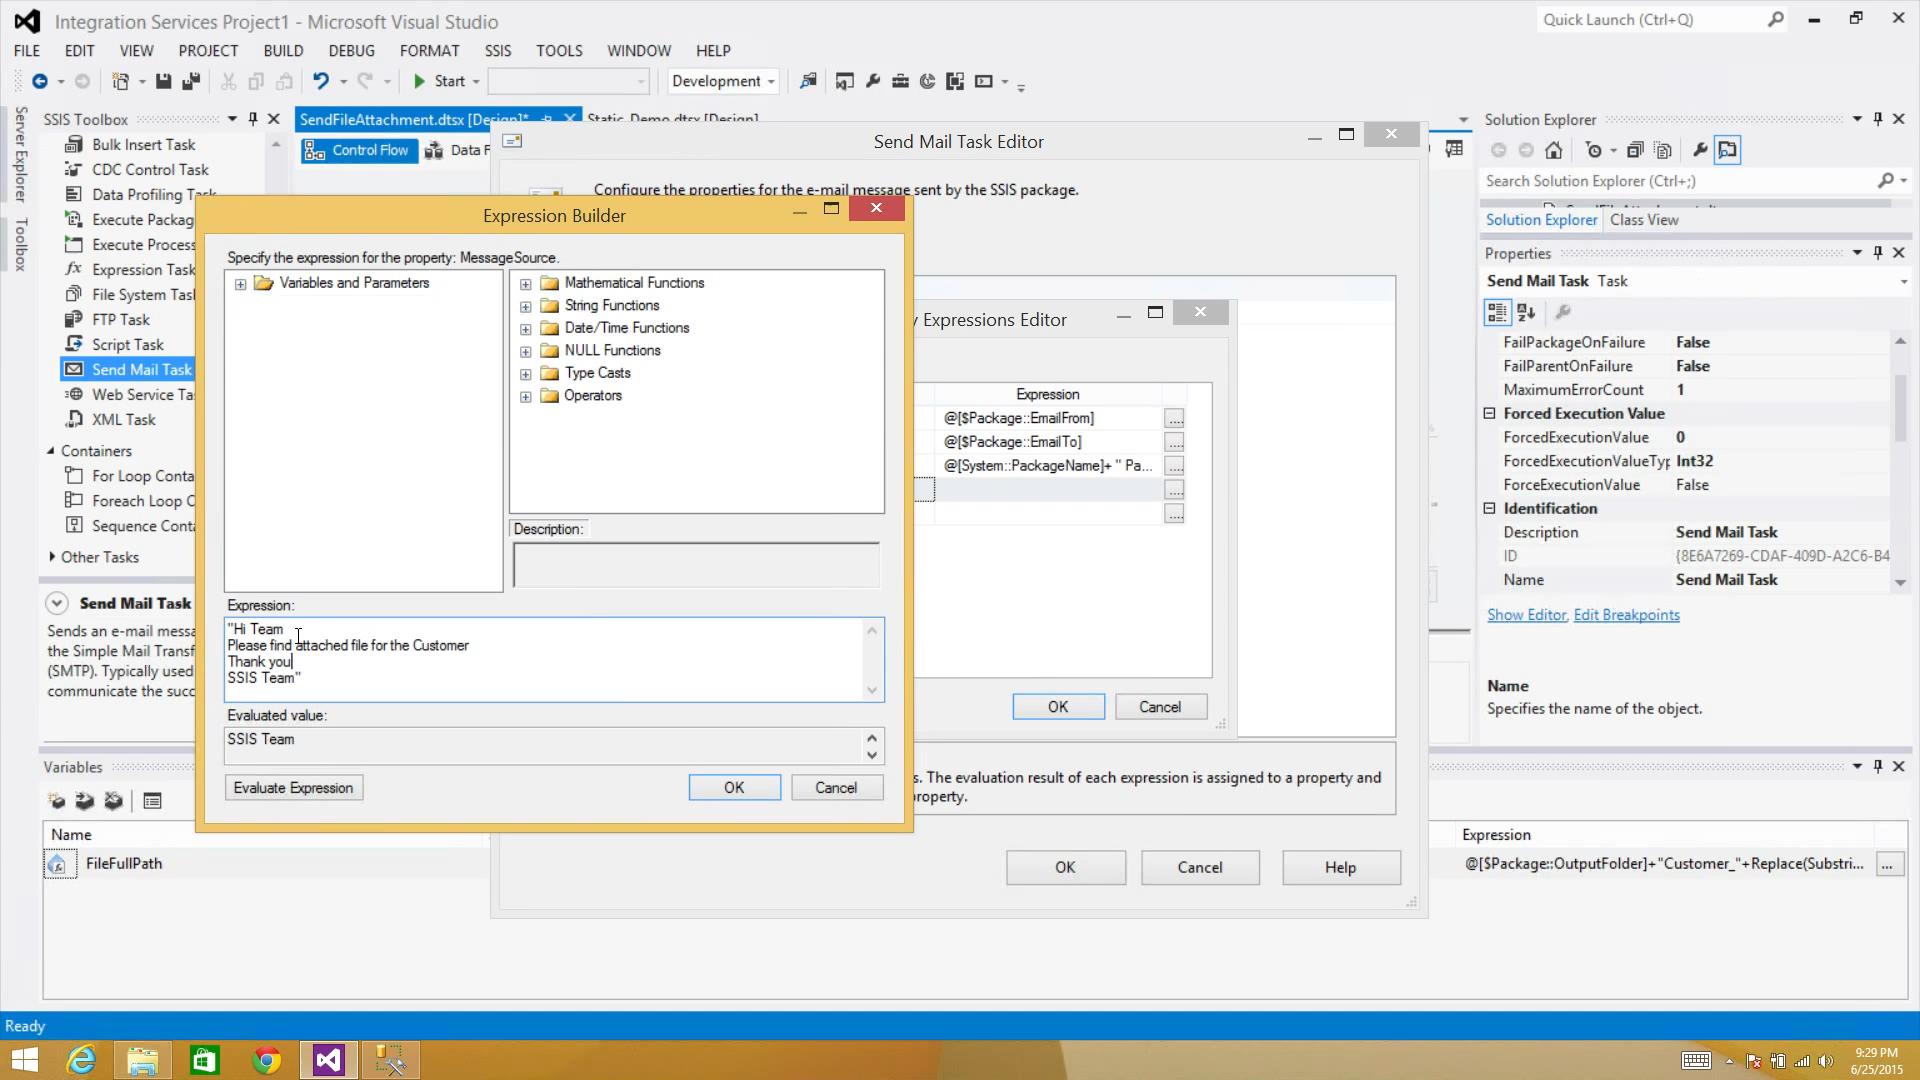 Integration Services Project1 - Microsoft Visual Studio
Quick Launch (Ctrl+Q)
FILE EDIT VIEW PROJECT BUILD DEBUG FORMAT SSIS TOOLS WINDOW HELP
Start
Development
Server Explorer
Toolbox
SSIS Toolbox
Bulk Insert Task
CDC Control Task
Data Profiling Task
Execute Packag
Execute Process
Expression Task
File System Tas
FTP Task
Script Task
Send Mail Task
Web Service Ta
XML Task
Containers
For Loop Conta
Foreach Loop C
Sequence Conta
Other Tasks
Send Mail Task
Sends an e-mail messa
the Simple Mail Transf
(SMTP). Typically used
communicate the succ
SendFileAttachment.dtsx [Design]*
Static_Demo.dtsx [Design]
Control Flow
Data F
Send Mail Task Editor
Configure the properties for the e-mail message sent by the SSIS package.
Expression Builder
Specify the expression for the property: MessageSource.
Variables and Parameters
Mathematical Functions
String Functions
Date/Time Functions
NULL Functions
Type Casts
Operators
Description:
Expression:
"Hi Team
Please find attached file for the Customer
Thank you
SSIS Team"
Evaluated value:
SSIS Team
Evaluate Expression
OK
Cancel
y Expressions Editor
Expression
@[$Package::EmailFrom]
@[$Package::EmailTo]
@[System::PackageName]+ " Pa...
OK
Cancel
s. The evaluation result of each expression is assigned to a property and
roperty.
OK
Cancel
Help
Solution Explorer
Search Solution Explorer (Ctrl+;)
Solution Explorer
Class View
Properties
Send Mail Task Task
FailPackageOnFailure False
FailParentOnFailure False
MaximumErrorCount 1
Forced Execution Value
ForcedExecutionValue 0
ForcedExecutionValueTyp Int32
ForceExecutionValue False
Identification
Description Send Mail Task
ID {8E6A7269-CDAF-409D-A2C6-B4
Name Send Mail Task
Show Editor, Edit Breakpoints
Name
Specifies the name of the object.
Variables
Name
Expression
FileFullPath
@[$Package::OutputFolder]+"Customer_"+Replace(Substri...
Ready
9:29 PM
6/25/2015